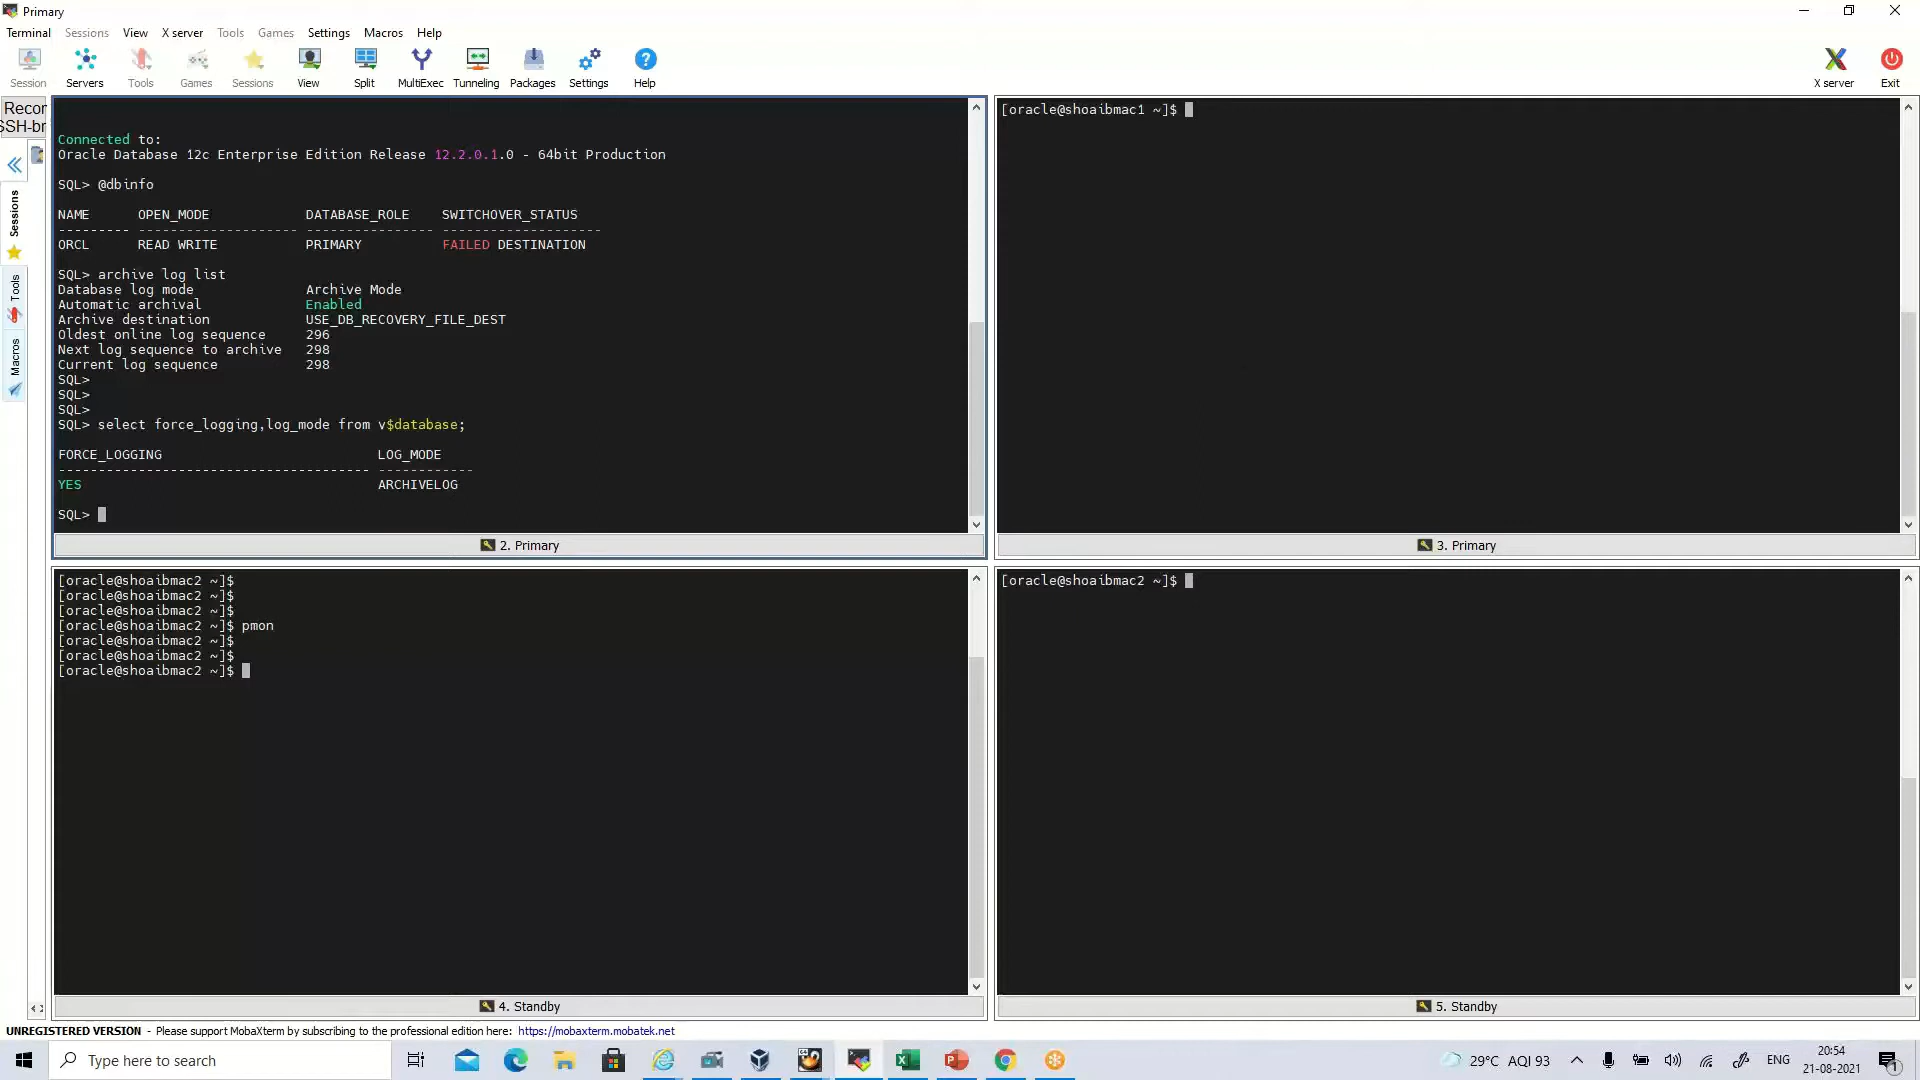 Primary
Terminal Sessions View X server Tools Games Settings Macros Help
Session Servers Tools Games Sessions View Split MultiExec Tunneling Packages Settings Help X server Exit
Recor
SSH-br
Sessions
Tools
Macros
Connected to:
Oracle Database 12c Enterprise Edition Release 12.2.0.1.0 - 64bit Production
SQL> @dbinfo
NAME OPEN_MODE DATABASE_ROLE SWITCHOVER_STATUS
--------- -------------------- ---------------- --------------------
ORCL READ WRITE PRIMARY FAILED DESTINATION
SQL> archive log list
Database log mode Archive Mode
Automatic archival Enabled
Archive destination USE_DB_RECOVERY_FILE_DEST
Oldest online log sequence 296
Next log sequence to archive 298
Current log sequence 298
SQL>
SQL>
SQL>
SQL> select force_logging,log_mode from v$database;
FORCE_LOGGING LOG_MODE
--------------------------------------- ------------
YES ARCHIVELOG
SQL>
2. Primary
[oracle@shoaibmac1 ~]$
3. Primary
[oracle@shoaibmac2 ~]$
[oracle@shoaibmac2 ~]$
[oracle@shoaibmac2 ~]$
[oracle@shoaibmac2 ~]$ pmon
[oracle@shoaibmac2 ~]$
[oracle@shoaibmac2 ~]$
[oracle@shoaibmac2 ~]$
4. Standby
[oracle@shoaibmac2 ~]$
5. Standby
UNREGISTERED VERSION - Please support MobaXterm by subscribing to the professional edition here: https://mobaxterm.mobatek.net
Type here to search
29°C AQI 93
ENG
20:54
21-08-2021
1